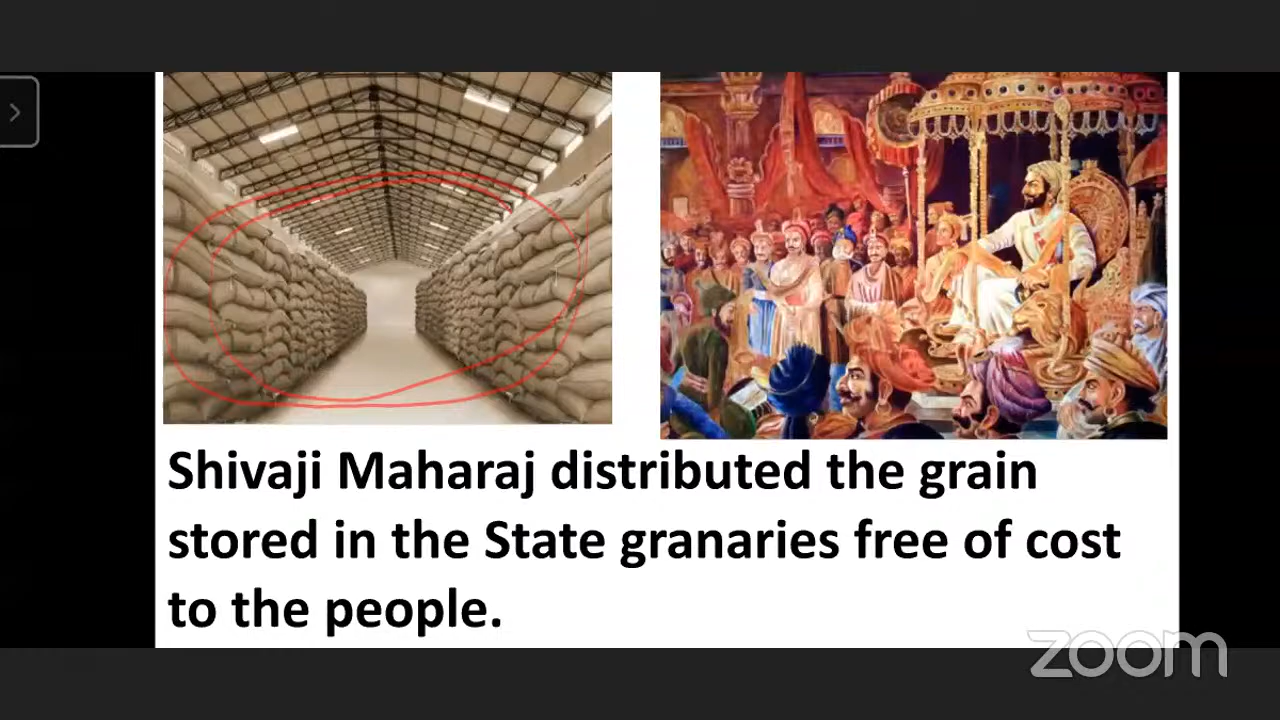 Shivaji Maharaj distributed the grain
stored in the State granaries free of cost
to the people.
zoom